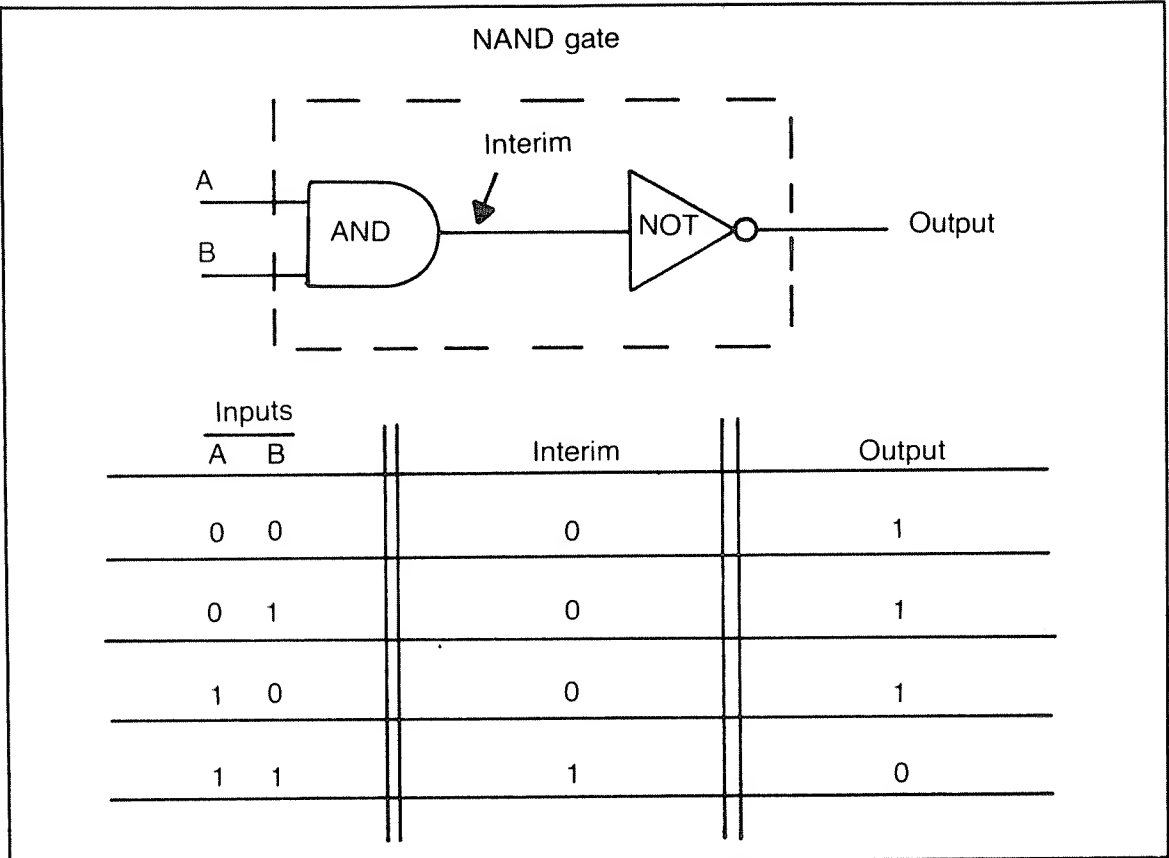 NAND gate
Interim
A
AND
NOT
Output
B
Inputs
A B
Interim
Output
0 0 0 1
0 1 0 1
1 0 0 1
1 1 1 0